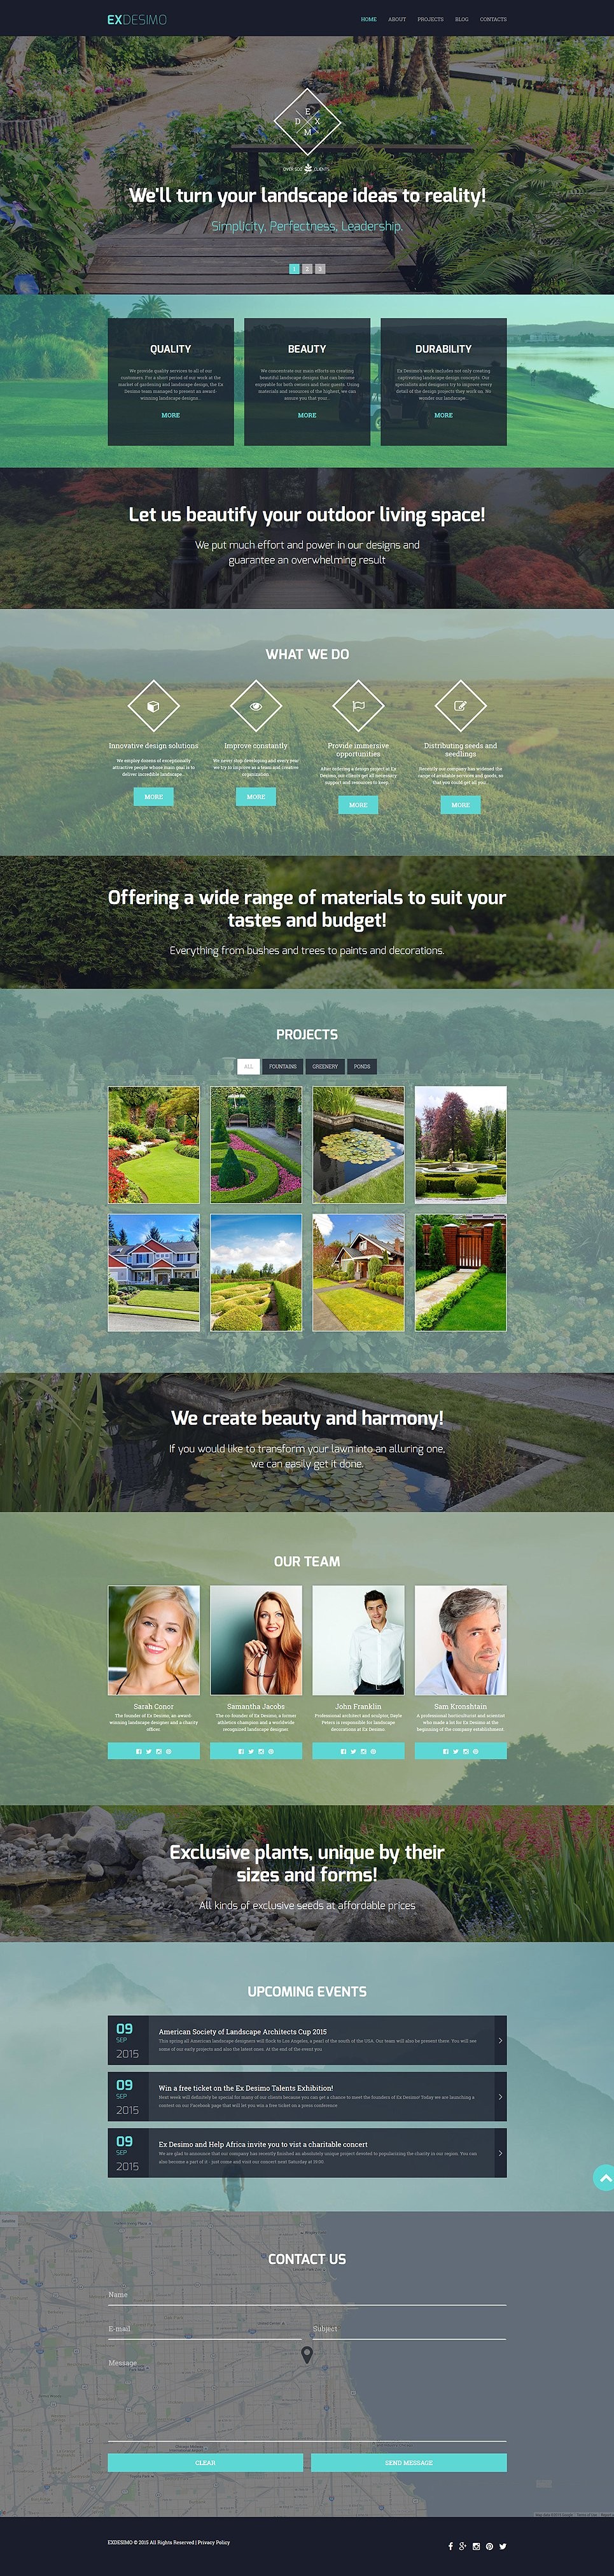 EXDESIMO
HOME ABOUT PROJECTS BLOG CONTACTS
E
D X
M
OVER 500 CLIENTS
We'll turn your landscape ideas to reality!
Simplicity, Perfectness, Leadership.
1 2 3
QUALITY
We provide quality services to all of our
customers. For a short period of our work at the
market of gardening and landscape design, the Ex
Desimo team managed to present an award-
winning landscape designs...
MORE
BEAUTY
We concentrate our main efforts on creating
beautiful landscape designs that can become
enjoyable for both owners and their guests. Using
materials and resources of the highest, we can
assure you that your...
MORE
DURABILITY
Ex Desimo's work includes not only creating
captivating landscape design concepts. Our
specialists and designers try to improve every
detail of the design projects they work on. No
wonder our landscape...
MORE
Let us beautify your outdoor living space!
We put much effort and power in our designs and
guarantee an overwhelming result
WHAT WE DO
Innovative design solutions
We employ dozens of exceptionally
attractive people whose main goal is to
deliver incredible landscape...
MORE
Improve constantly
We never stop developing and every year
we try to improve as a team and creative
organization...
MORE
Provide immersive
opportunities
After ordering a design project at Ex
Desimo, our clients get all necessary
support and resources to keep...
MORE
Distributing seeds and
seedlings
Recently our company has widened the
range of available services and goods, so
that you could get all you...
MORE
Offering a wide range of materials to suit your
tastes and budget!
Everything from bushes and trees to paints and decorations.
PROJECTS
ALL FOUNTAINS GREENERY PONDS
We create beauty and harmony!
If you would like to transform your lawn into an alluring one,
we can easily get it done.
OUR TEAM
Sarah Conor
The founder of Ex Desimo, an award-
winning landscape designer and a charity
officer
Samantha Jacobs
The co-founder of Ex Desimo, a former
athletics champion and a worldwide
recognized landscape designer
John Franklin
Professional architect and sculptor, Dayle
Peters is responsible for landscape
decorations at Ex Desimo
Sam Kronshtain
A professional horticulturist and scientist
who made a lot for Ex Desimo at the
beginning of the company establishment
Exclusive plants, unique by their
sizes and forms!
All kinds of exclusive seeds at affordable prices
UPCOMING EVENTS
09
SEP
2015
American Society of Landscape Architects Cup 2015
This spring all American landscape designers will flock to Los Angeles, a pearl of the south of the USA. Our team will also be present there. You will see
some of our early projects and also the latest ones. At the end of the event you
09
SEP
2015
Win a free ticket on the Ex Desimo Talents Exhibition!
Next week will definitely be special for many of our clients because you can get a chance to meet the founders of Ex Desimo! Today we are launching a
contest on our Facebook page that will let you win a free ticket on a press conference
09
SEP
2015
Ex Desimo and Help Africa invite you to vist a charitable concert
We are glad to announce that our company has recently finished an absolutely unique project devoted to popularising the charity in our region. You can
also become a part of it - just come and visit our concert next Saturday at 19:00
CONTACT US
Name
E-mail
Subject
Message
CLEAR
SEND MESSAGE
EXDESIMO © 2015 All Rights Reserved | Privacy Policy